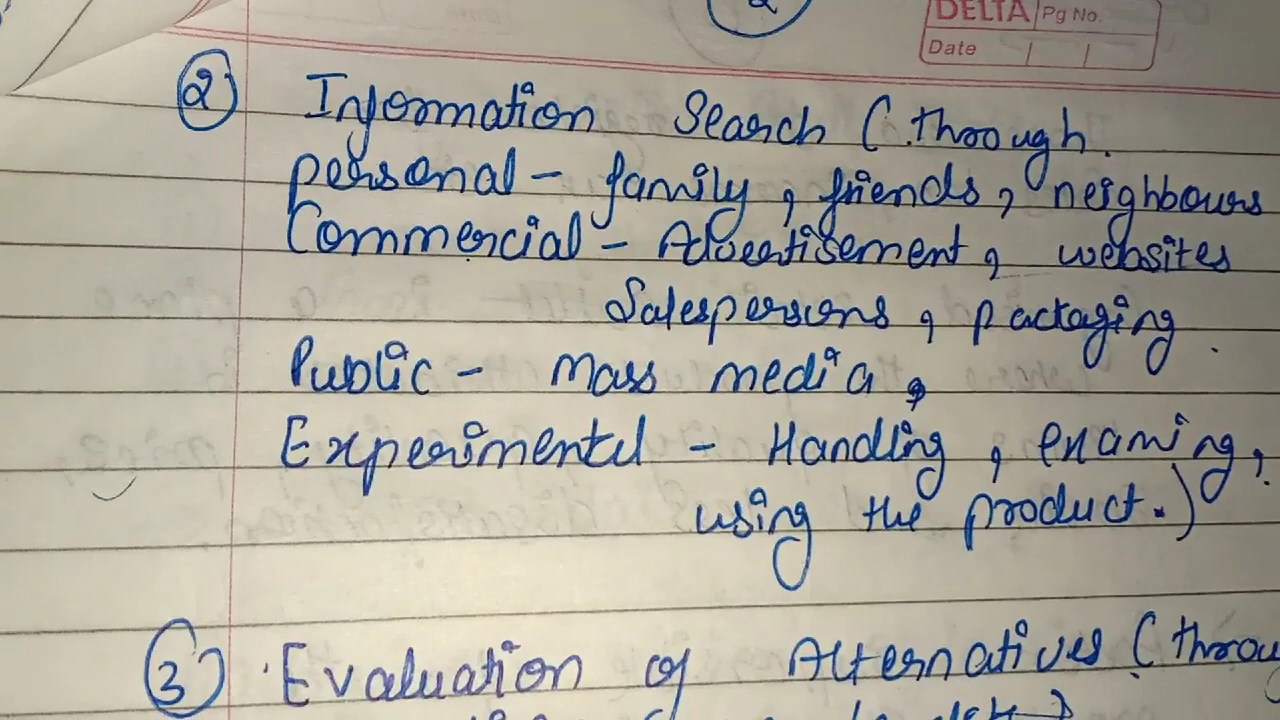 DELTA Pg No.
Date
2 Information Search ( through
personal - family, friends, neighbours
Commercial - Advertisement, websites
Salespersons, packaging.
Public - Mass media,
Experimental - Handling, examing,
using the product.)
3 Evaluation of Alternatives (